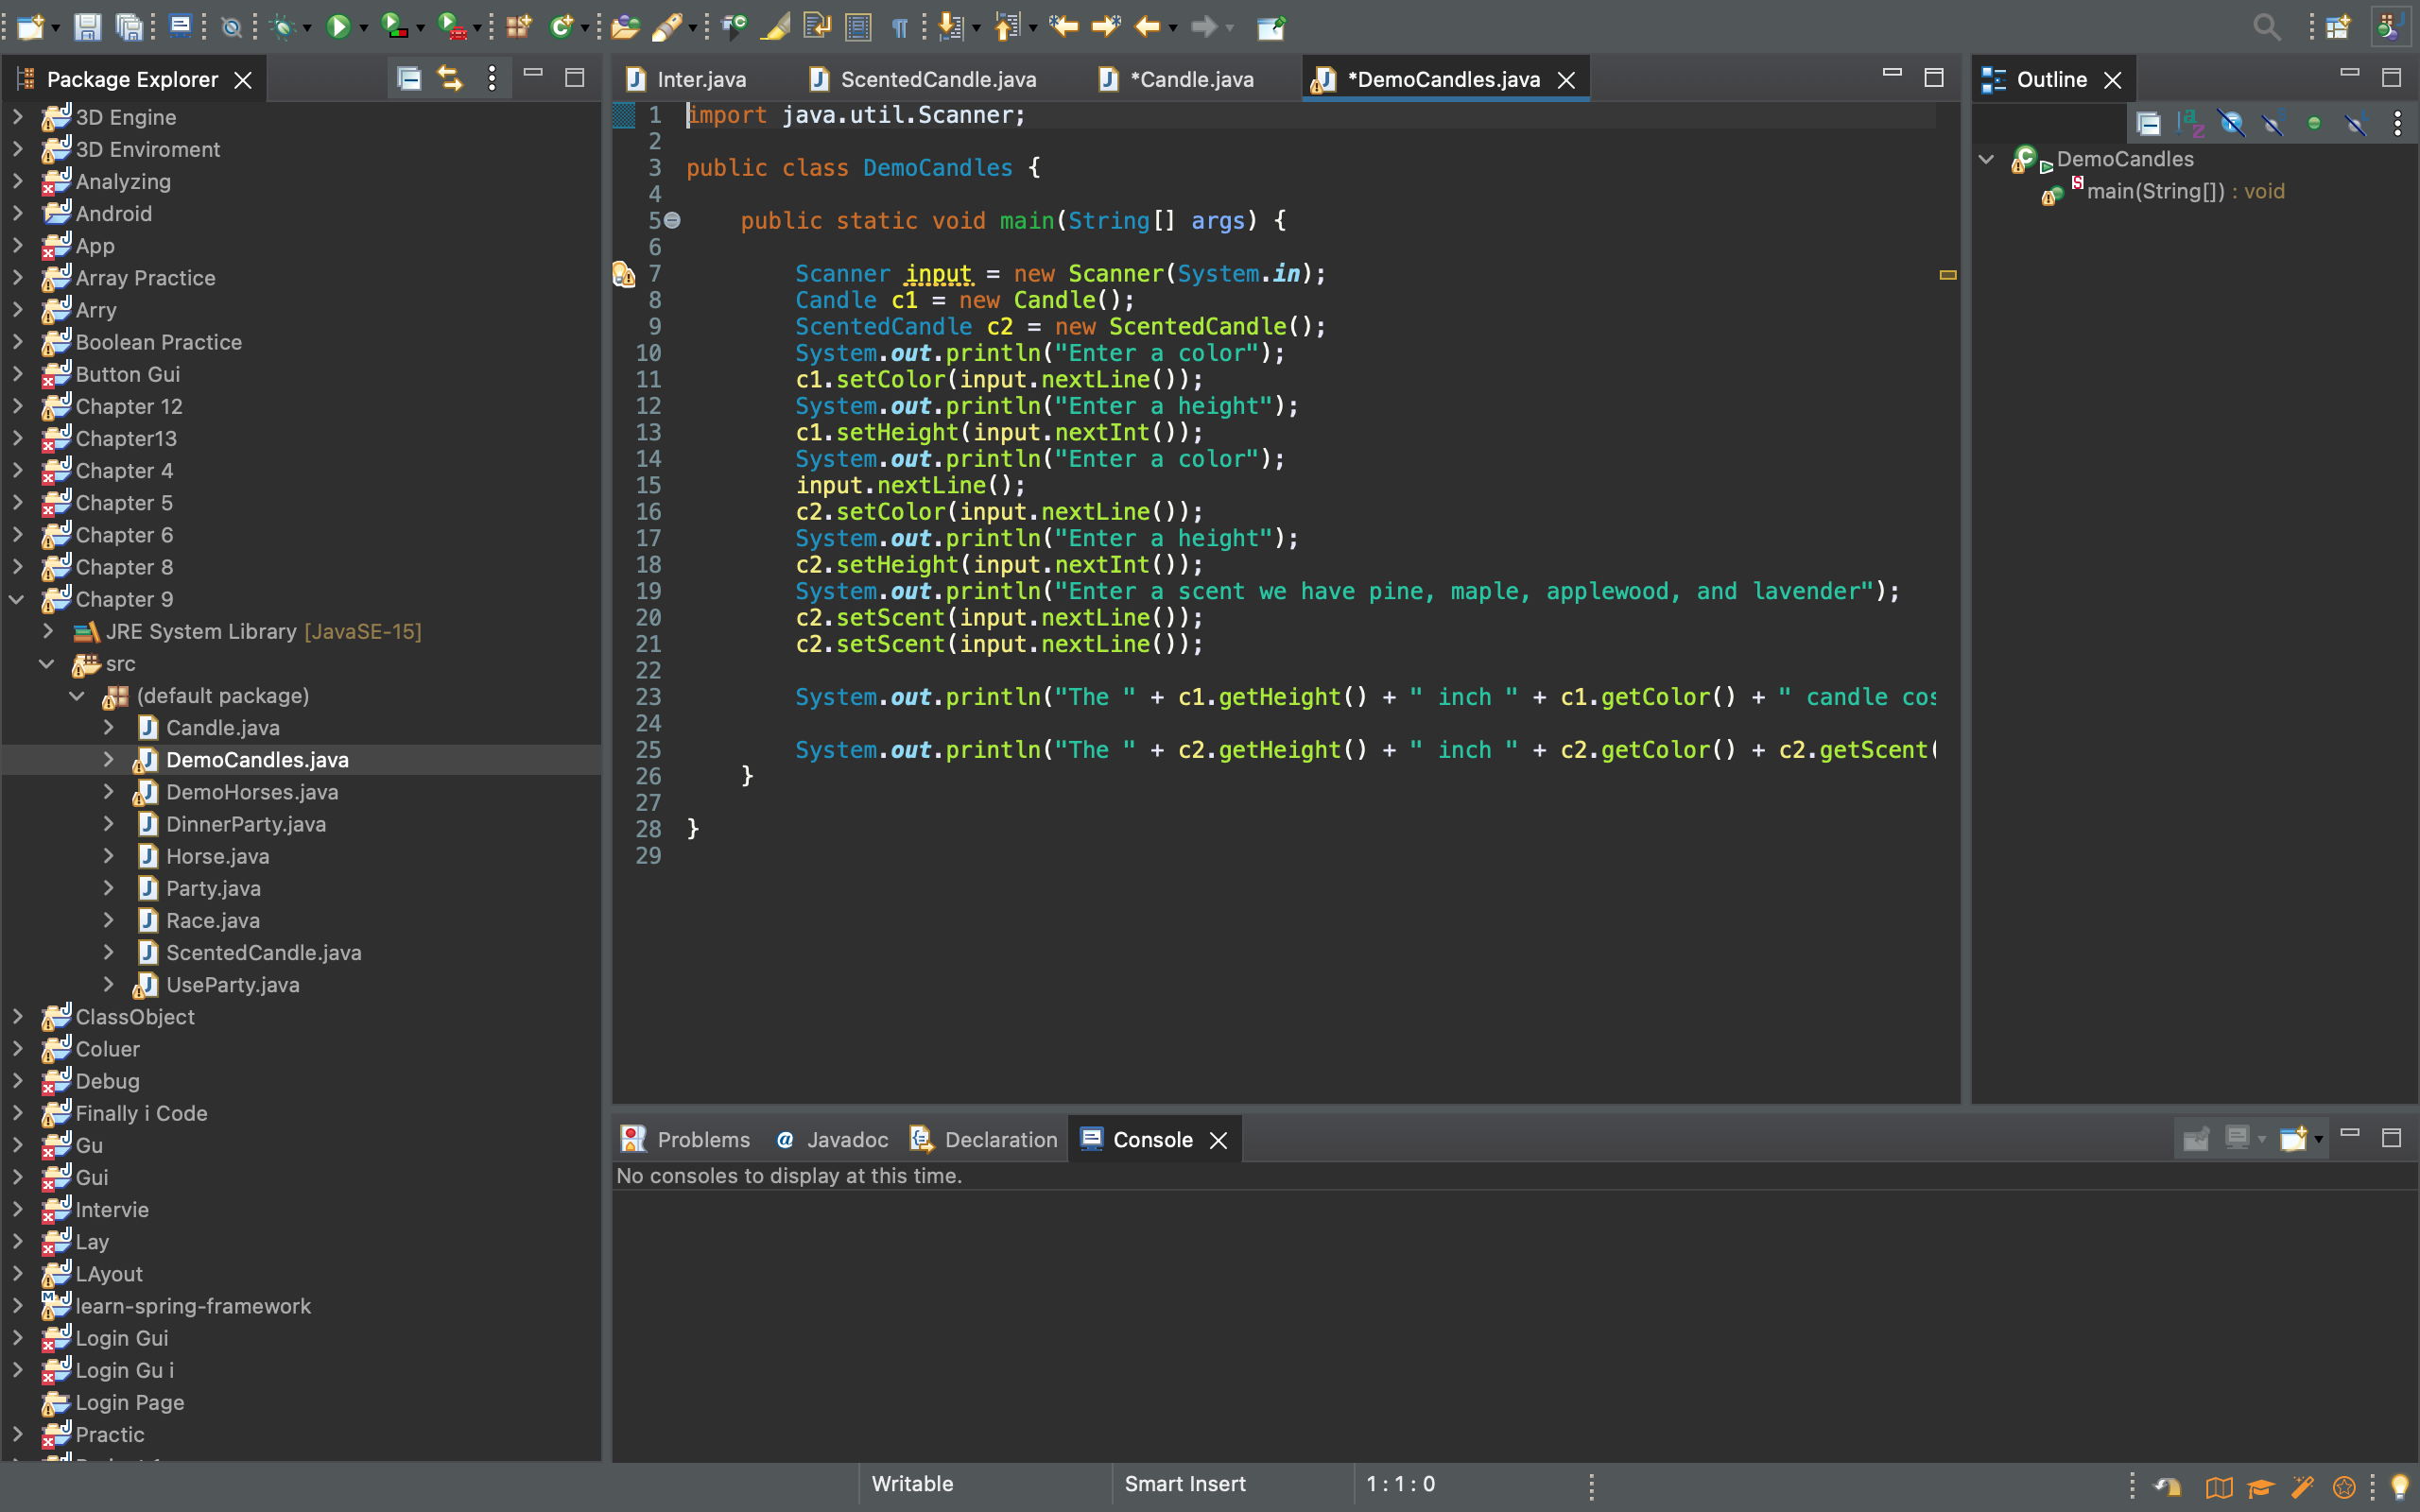 Package Explorer
3D Engine
3D Enviroment
Analyzing
Android
App
Array Practice
Arry
Boolean Practice
Button Gui
Chapter 12
Chapter13
Chapter 4
Chapter 5
Chapter 6
Chapter 8
Chapter 9
JRE System Library [JavaSE-15]
src
(default package)
Candle.java
DemoCandles.java
DemoHorses.java
DinnerParty.java
Horse.java
Party.java
Race.java
ScentedCandle.java
UseParty.java
ClassObject
Coluer
Debug
Finally i Code
Gu
Gui
Intervie
Lay
LAyout
learn-spring-framework
Login Gui
Login Gu i
Login Page
Practic
Inter.java ScentedCandle.java *Candle.java *DemoCandles.java
1 import java.util.Scanner;
2
3 public class DemoCandles {
4
5 public static void main(String[] args) {
6
7 Scanner input = new Scanner(System.in);
8 Candle c1 = new Candle();
9 ScentedCandle c2 = new ScentedCandle();
10 System.out.println("Enter a color");
11 c1.setColor(input.nextLine());
12 System.out.println("Enter a height");
13 c1.setHeight(input.nextInt());
14 System.out.println("Enter a color");
15 input.nextLine();
16 c2.setColor(input.nextLine());
17 System.out.println("Enter a height");
18 c2.setHeight(input.nextInt());
19 System.out.println("Enter a scent we have pine, maple, applewood, and lavender");
20 c2.setScent(input.nextLine());
21 c2.setScent(input.nextLine());
22
23 System.out.println("The " + c1.getHeight() + " inch " + c1.getColor() + " candle cos
24
25 System.out.println("The " + c2.getHeight() + " inch " + c2.getColor() + c2.getScent(
26 }
27
28 }
29
Outline
DemoCandles
main(String[]) : void
Problems Javadoc Declaration Console
No consoles to display at this time.
Writable Smart Insert 1 : 1 : 0